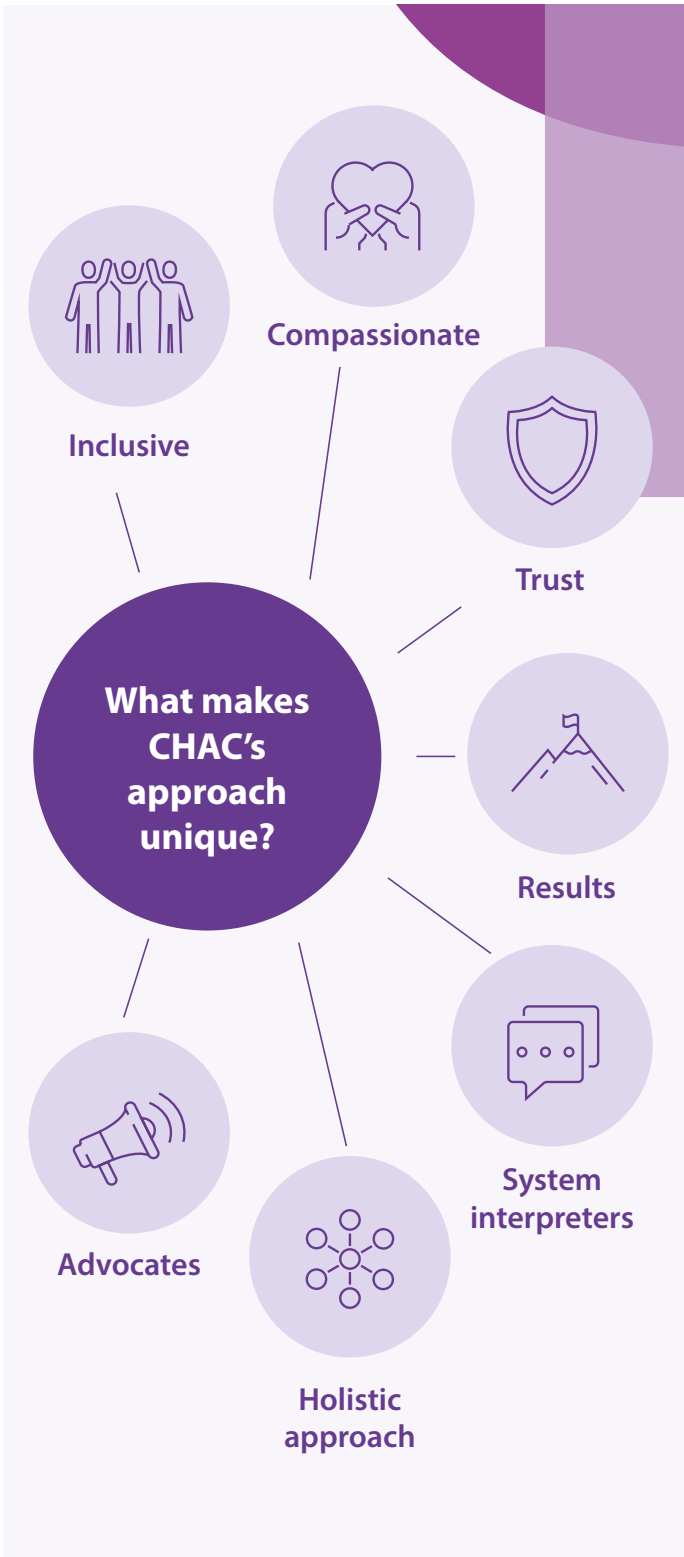 Compassionate
Inclusive
Trust
What makes
CHAC’s
approach
unique?
Results
System
interpreters
Advocates
Holistic
approach